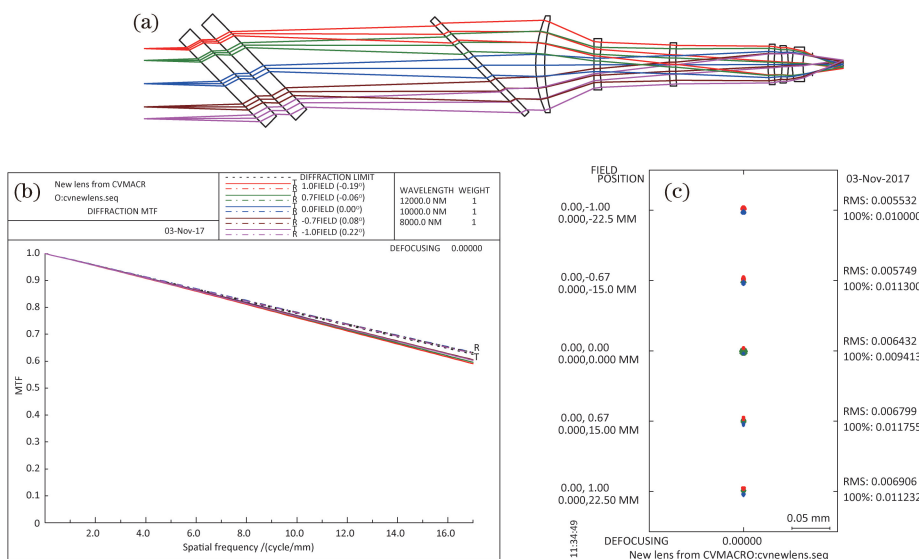 (a)
(b)
New lens from CVMACR
O:cvnewlens.seq
DIFFRACTION MTF
03-Nov-17
DIFFRACTION LIMIT
T
R 1.0FIELD (-0.19°)
T
R 0.7FIELD (-0.06°)
T
R 0.0FIELD (0.00°)
T
R -0.7FIELD (0.08°)
T
R -1.0FIELD (0.22°)
WAVELENGTH WEIGHT
12000.0 NM 1
10000.0 NM 1
8000.0 NM 1
DEFOCUSING 0.00000
1.0
0.9
0.8
0.7
0.6
0.5
0.4
0.3
0.2
0.1
0
MTF
R
T
2.0 4.0 6.0 8.0 10.0 12.0 14.0 16.0
Spatial frequency /(cycle/mm)
FIELD
POSITION
(c)
03-Nov-2017
0.00,-1.00
0.000,-22.5 MM
RMS: 0.005532
100%: 0.010000
0.00,-0.67
0.000,-15.0 MM
RMS: 0.005749
100%: 0.011300
0.00, 0.00
0.000,0.000 MM
RMS: 0.006432
100%: 0.009413
0.00, 0.67
0.000,15.00 MM
RMS: 0.006799
100%: 0.011755
0.00, 1.00
0.000,22.50 MM
RMS: 0.006906
100%: 0.011232
11:34:49
0.05 mm
DEFOCUSING 0.00000
New lens from CVMACRO:cvnewlens.seq